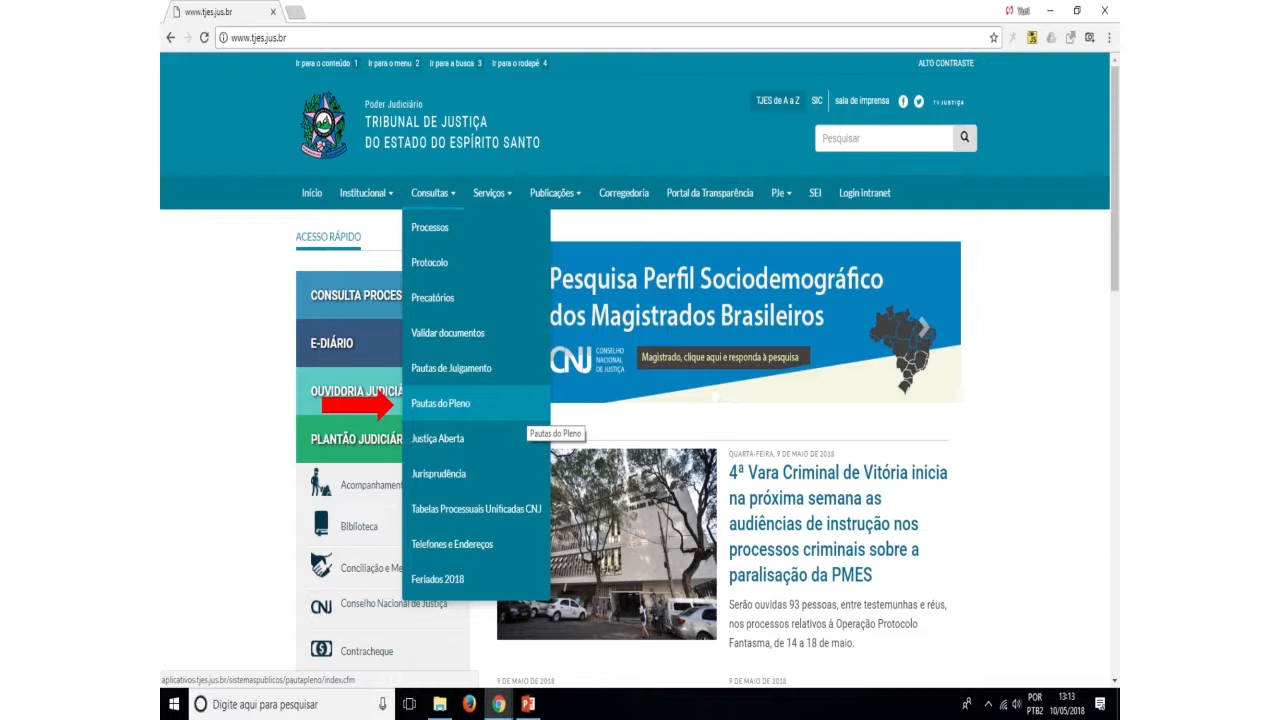 www.tjes.jus.br
www.tjes.jus.br
Ir para o conteúdo 1 Ir para o menu 2 Ir para a busca 3 Ir para o rodapé 4
ALTO CONTRASTE
TJES de A a Z SIC sala de imprensa TV JUSTIÇA
Poder Judiciário
TRIBUNAL DE JUSTIÇA
DO ESTADO DO ESPÍRITO SANTO
Pesquisar
Início Institucional Consultas Serviços Publicações Corregedoria Portal da Transparência PJe SEI Login Intranet
ACESSO RÁPIDO
CONSULTA PROCES
E-DIÁRIO
OUVIDORIA JUDICIÁ
PLANTÃO JUDICIÁR
Acompanhament
Biblioteca
Conciliação e Me
CNJ Conselho Nacional de Justiça
Contracheque
Processos
Protocolo
Precatórios
Validar documentos
Pautas de Julgamento
Pautas do Pleno
Justiça Aberta
Jurisprudência
Tabelas Processuais Unificadas CNJ
Telefones e Endereços
Feriados 2018
Pautas do Pleno
Pesquisa Perfil Sociodemográfico
dos Magistrados Brasileiros
CNJ CONSELHO
NACIONAL
DE JUSTIÇA
Magistrado, clique aqui e responda à pesquisa
QUARTA-FEIRA, 9 DE MAIO DE 2018
4ª Vara Criminal de Vitória inicia
na próxima semana as
audiências de instrução nos
processos criminais sobre a
paralisação da PMES
Serão ouvidas 93 pessoas, entre testemunhas e réus,
nos processos relativos à Operação Protocolo
Fantasma, de 14 a 18 de maio.
9 DE MAIO DE 2018
9 DE MAIO DE 2018
aplicativos.tjes.jus.br/sistemaspublicos/pautapleno/index.cfm
Digite aqui para pesquisar
POR
PTB2
13:13
10/05/2018